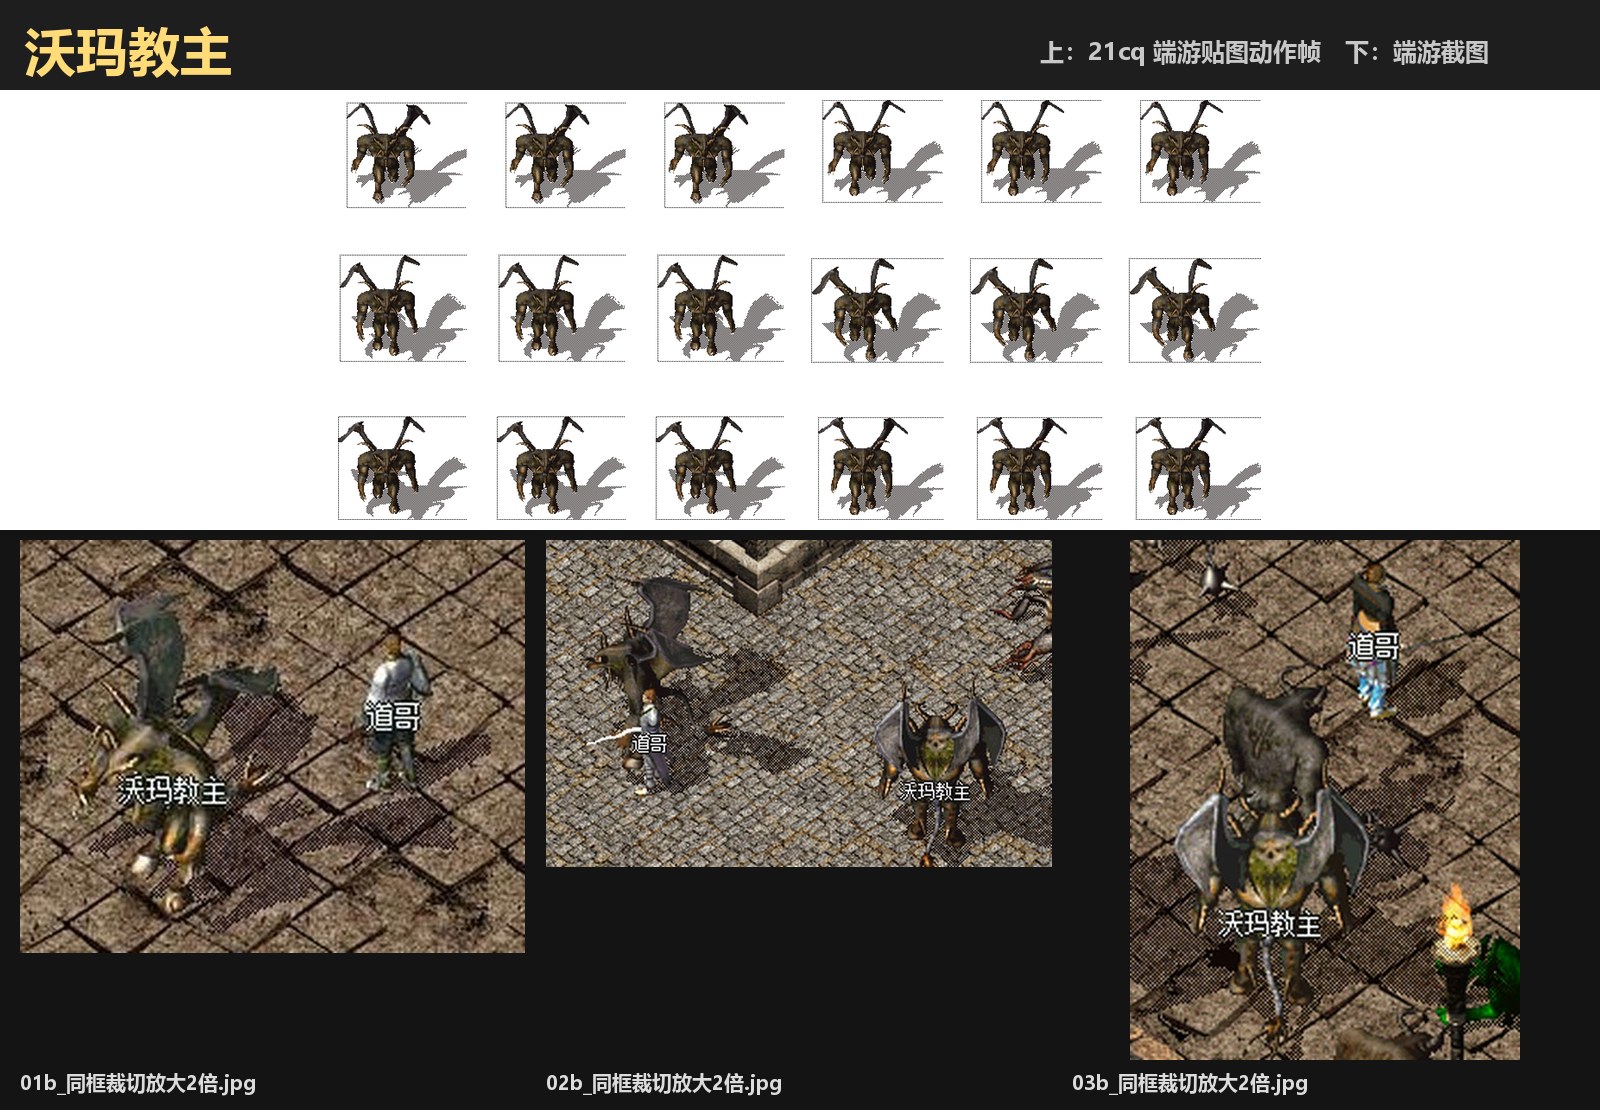 沃玛教主
上：21cq 端游贴图动作帧 下：端游截图
道哥
沃玛教主
道哥
沃玛教主
道哥
沃玛教主
01b_同框裁切放大2倍.jpg
02b_同框裁切放大2倍.jpg
03b_同框裁切放大2倍.jpg